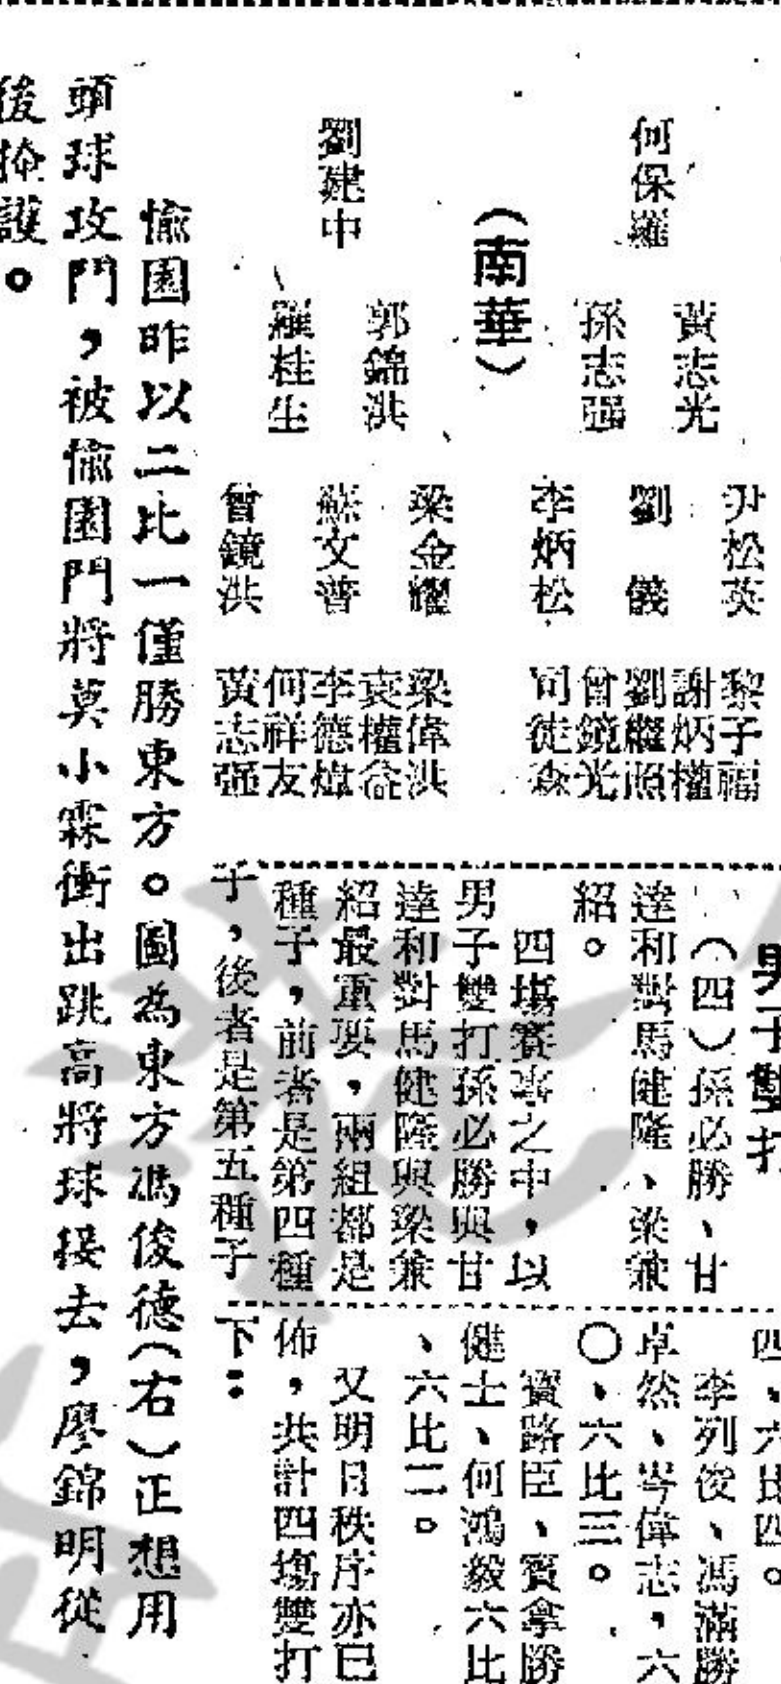 何保羅
黃志光
孫志強
尹松英
劉儀
李炳松
黎子福
謝炳權
劉繼照
曾鏡光
司徒森
（南華）
劉建中
郭錦洪
羅桂生
梁金耀
蘇文普
曾鏡洪
梁偉洪
袁權益
李德煒
何祥友
黃志強
愉園昨以二比一僅勝東方。圖為東方馮俊德（右）正想用
頭球攻門，被愉園門將莫小霖衝出跳高將球接去，廖錦明從
後掩護。
男子雙打
（四）孫必勝、甘
達和對馬健隆、梁兼
紹。
四塲賽事之中，以
男子雙打孫必勝與甘
達和對馬健隆與梁兼
紹最重要，兩組都是
種子，前者是第四種
子，後者是第五種子
四、六比四。
李列俊、馮滿勝
卓然、岑偉志，六
〇、六比三。
寶路臣、賓拿勝
健士、何鴻毅六比
、六比二。
又明日秩序亦已
佈，共計四塲雙打
下：